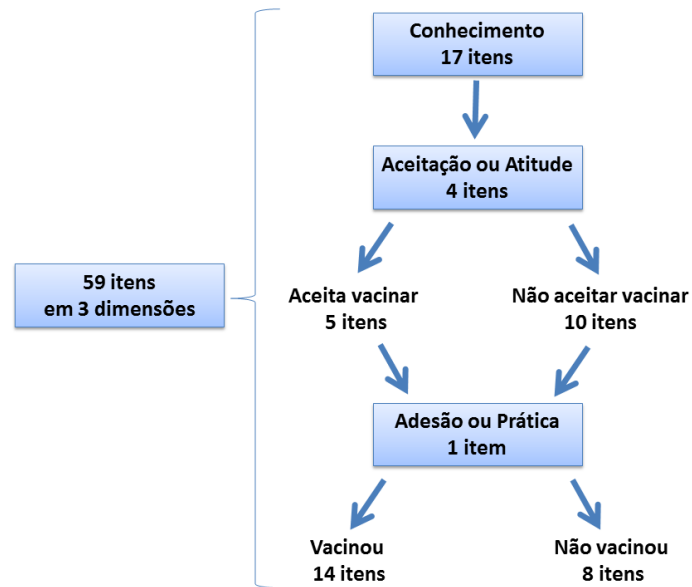 Conhecimento
17 itens
Aceitação ou Atitude
4 itens
59 itens
em 3 dimensões
Aceita vacinar
5 itens
Não aceitar vacinar
10 itens
Adesão ou Prática
1 item
Vacinou
14 itens
Não vacinou
8 itens